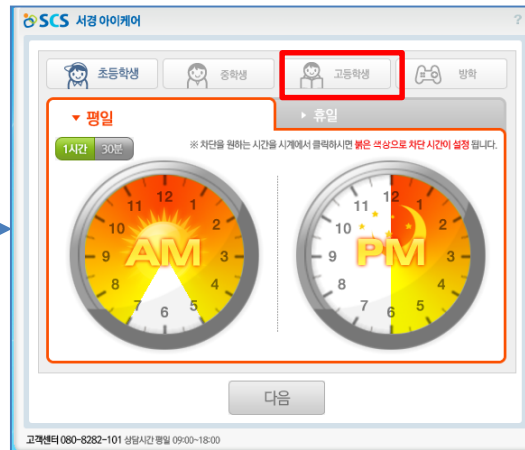 SCS 서경 아이케어
?
초등학생
중학생
고등학생
방학
▼ 평일
▸ 휴일
1시간 30분
※ 차단을 원하는 시간을 시계에서 클릭하시면 붉은 색상으로 차단 시간이 설정 됩니다.
12
11 1
10 2
AM
9 3
8 4
7 5
6
12
11 1
10 2
PM
9 3
8 4
7 5
6
다음
고객센터 080-8282-101 상담시간 평일 09:00~18:00